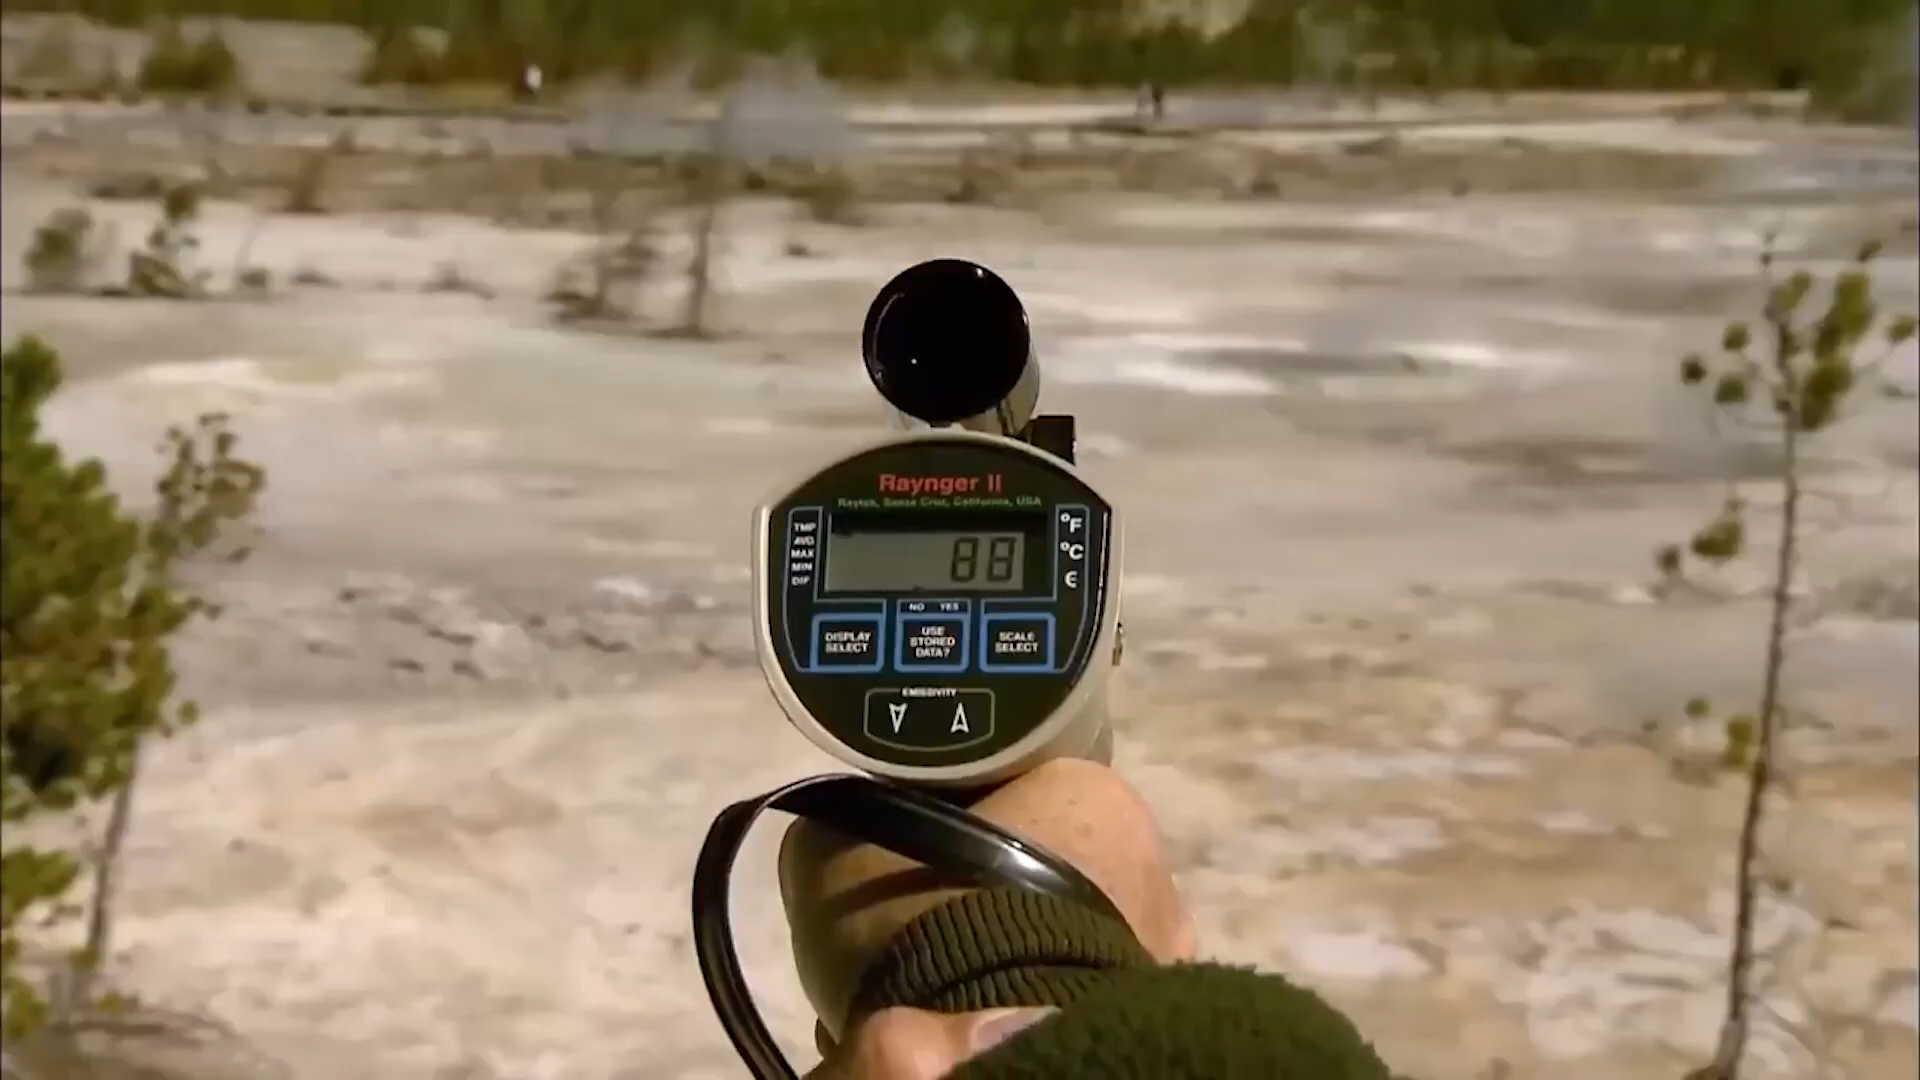 Raynger II
Raytek, Santa Cruz, California, USA
TMP
AVG
MAX
MIN
DIF
88
°F
°C
Є
NO YES
DISPLAY
SELECT
USE
STORED
DATA?
SCALE
SELECT
EMISSIVITY